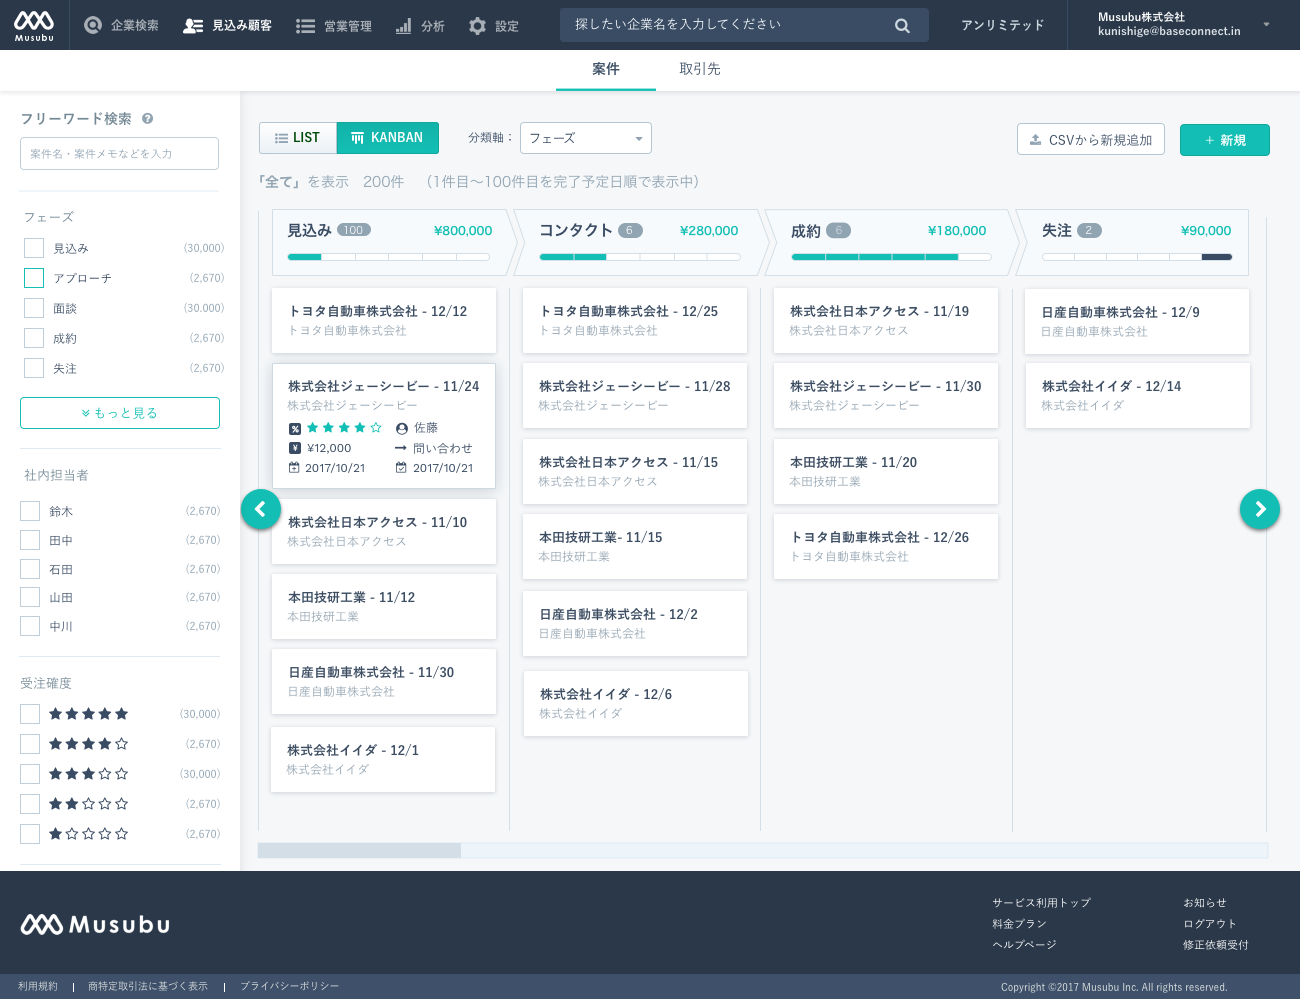 Musubu
企業検索
見込み顧客
営業管理
分析
設定
探したい企業名を入力してください
アンリミテッド
Musubu株式会社
kunishige@baseconnect.in
案件
取引先
フリーワード検索 ?
案件名・案件メモなどを入力
フェーズ
見込み (30,000)
アプローチ (2,670)
面談 (30.000)
成約 (2,670)
失注 (2,670)
もっと見る
社内担当者
鈴木 (2,670)
田中 (2,670)
石田 (2,670)
山田 (2,670)
中川 (2,670)
受注確度
★★★★★ (30,000)
★★★★☆ (2,670)
★★★☆☆ (30,000)
★★☆☆☆ (2,670)
★☆☆☆☆ (2,670)
LIST
KANBAN
分類軸：
フェーズ
CSVから新規追加
+ 新規
「全て」を表示 200件 （1件目〜100件目を完了予定日順で表示中）
見込み 100 ¥800,000
トヨタ自動車株式会社 - 12/12
トヨタ自動車株式会社
株式会社ジェーシービー - 11/24
株式会社ジェーシービー
% ★★★★☆ 佐藤
¥ ¥12,000 → 問い合わせ
2017/10/21 2017/10/21
株式会社日本アクセス - 11/10
株式会社日本アクセス
本田技研工業 - 11/12
本田技研工業
日産自動車株式会社 - 11/30
日産自動車株式会社
株式会社イイダ - 12/1
株式会社イイダ
コンタクト 6 ¥280,000
トヨタ自動車株式会社 - 12/25
トヨタ自動車株式会社
株式会社ジェーシービー - 11/28
株式会社ジェーシービー
株式会社日本アクセス - 11/15
株式会社日本アクセス
本田技研工業- 11/15
本田技研工業
日産自動車株式会社 - 12/2
日産自動車株式会社
株式会社イイダ - 12/6
株式会社イイダ
成約 6 ¥180,000
株式会社日本アクセス - 11/19
株式会社日本アクセス
株式会社ジェーシービー - 11/30
株式会社ジェーシービー
本田技研工業 - 11/20
本田技研工業
トヨタ自動車株式会社 - 12/26
トヨタ自動車株式会社
失注 2 ¥90,000
日産自動車株式会社 - 12/9
日産自動車株式会社
株式会社イイダ - 12/14
株式会社イイダ
Musubu
サービス利用トップ
料金プラン
ヘルプページ
お知らせ
ログアウト
修正依頼受付
利用規約 | 商特定取引法に基づく表示 | プライバシーポリシー
Copyright ©2017 Musubu Inc. All rights reserved.